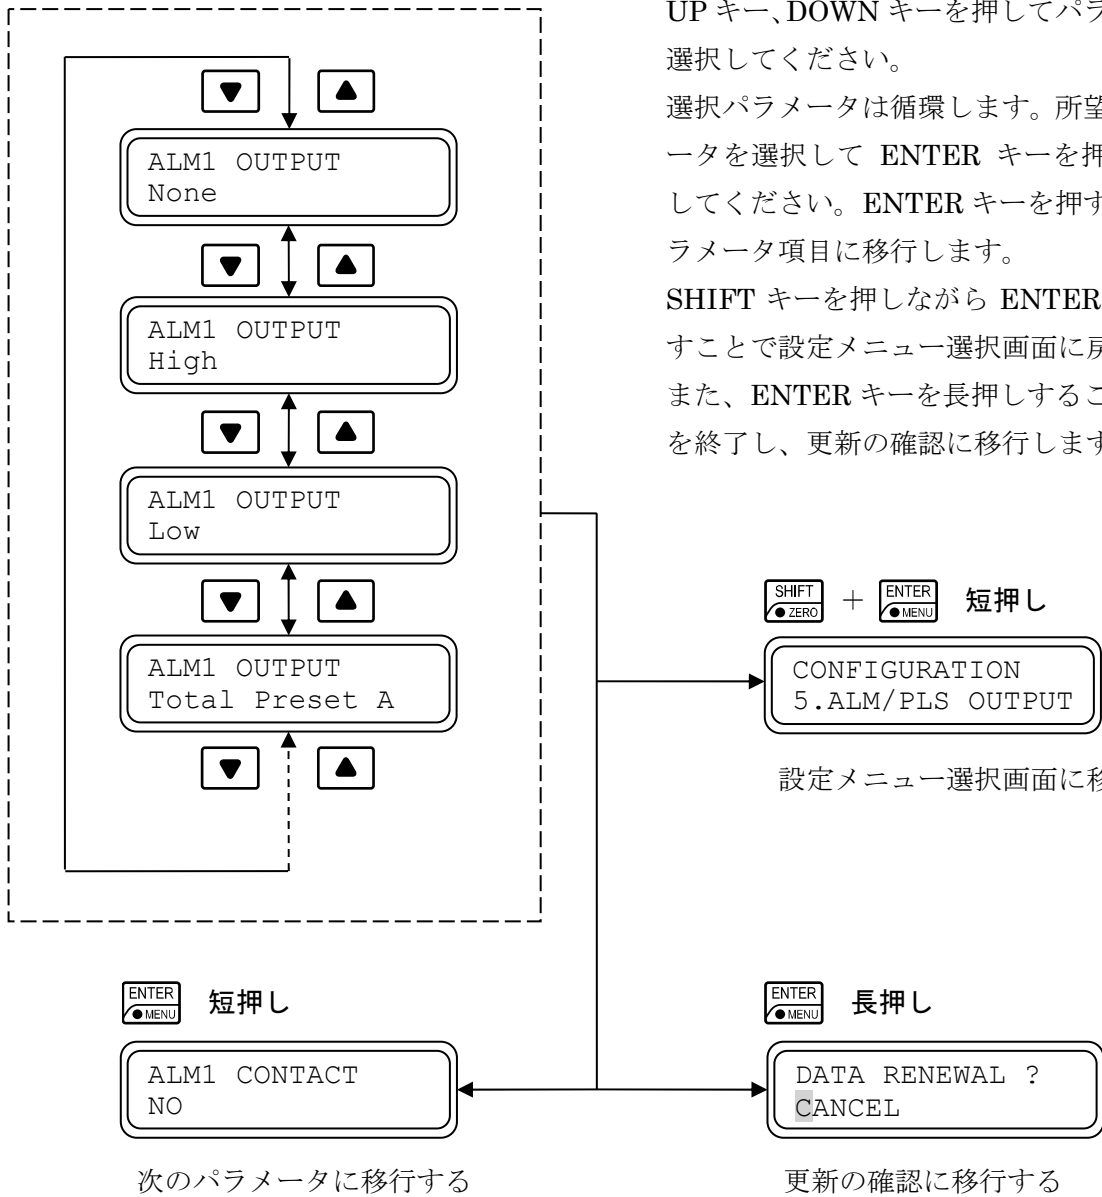 UP キー、DOWN キーを押してパラ
選択してください。
選択パラメータは循環します。所望
ータを選択して ENTER キーを押
してください。ENTER キーを押す
ラメータ項目に移行します。
SHIFT キーを押しながら ENTER
すことで設定メニュー選択画面に戻
また、ENTER キーを長押しするこ
を終了し、更新の確認に移行します
ALM1 OUTPUT
None
ALM1 OUTPUT
High
ALM1 OUTPUT
Low
ALM1 OUTPUT
Total Preset A
SHIFT
ZERO
+
ENTER
MENU
短押し
CONFIGURATION
5.ALM/PLS OUTPUT
設定メニュー選択画面に移
ENTER
MENU
短押し
ALM1 CONTACT
NO
次のパラメータに移行する
ENTER
MENU
長押し
DATA RENEWAL ?
CANCEL
更新の確認に移行する